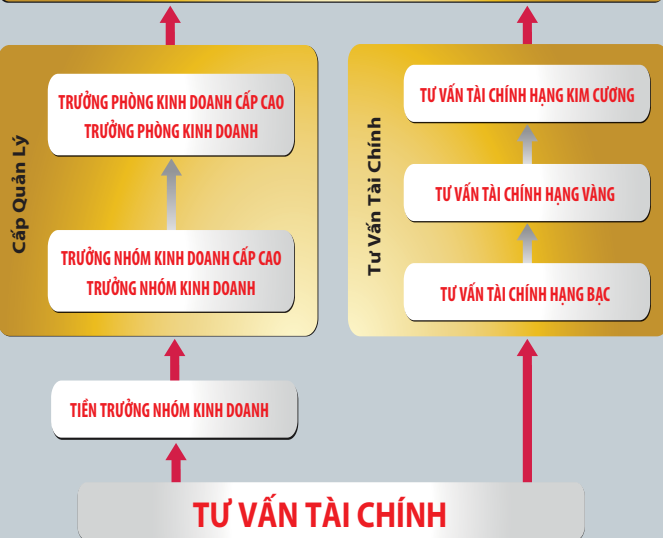 Cấp Quản Lý
TRƯỞNG PHÒNG KINH DOANH CẤP CAO
TRƯỞNG PHÒNG KINH DOANH
TRƯỞNG NHÓM KINH DOANH CẤP CAO
TRƯỞNG NHÓM KINH DOANH
TIỀN TRƯỞNG NHÓM KINH DOANH
Tư Vấn Tài Chính
TƯ VẤN TÀI CHÍNH HẠNG KIM CƯƠNG
TƯ VẤN TÀI CHÍNH HẠNG VÀNG
TƯ VẤN TÀI CHÍNH HẠNG BẠC
TƯ VẤN TÀI CHÍNH